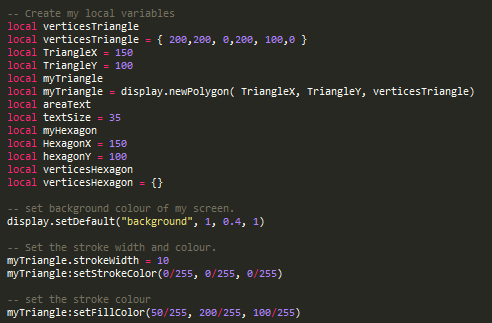 -- Create my local variables
local verticesTriangle
local verticesTriangle = { 200,200, 0,200, 100,0 }
local TriangleX = 150
local TriangleY = 100
local myTriangle
local myTriangle = display.newPolygon( TriangleX, TriangleY, verticesTriangle)
local areaText
local textSize = 35
local myHexagon
local HexagonX = 150
local hexagonY = 100
local verticesHexagon
local verticesHexagon = {}

-- set background colour of my screen.
display.setDefault("background", 1, 0.4, 1)

-- Set the stroke width and colour.
myTriangle.strokeWidth = 10
myTriangle:setStrokeColor(0/255, 0/255, 0/255)

-- set the stroke colour
myTriangle:setFillColor(50/255, 200/255, 100/255)